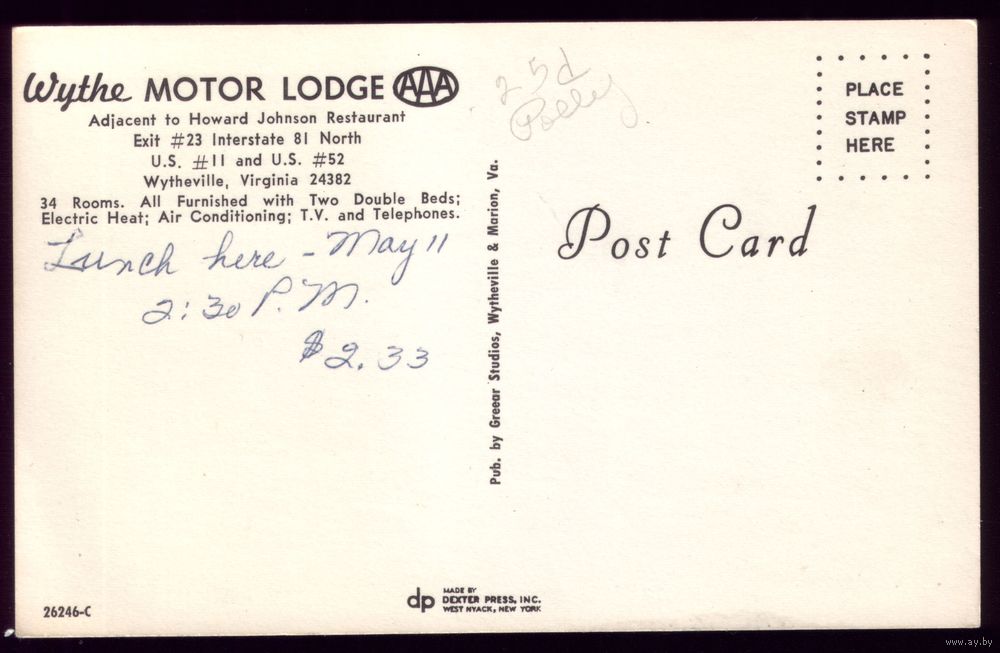 Wythe MOTOR LODGE AAA
Adjacent to Howard Johnson Restaurant
Exit #23 Interstate 81 North
U.S. #11 and U.S. #52
Wytheville, Virginia 24382
34 Rooms. All Furnished with Two Double Beds;
Electric Heat; Air Conditioning; T.V. and Telephones.
Lunch here - May 11
2:30 P.M.
$2.33
26246-C
Pub. by Greear Studios, Wytheville & Marion, Va.
dp MADE BY
DEXTER PRESS, INC.
WEST NYACK, NEW YORK
PLACE
STAMP
HERE
Post Card
www.ay.by